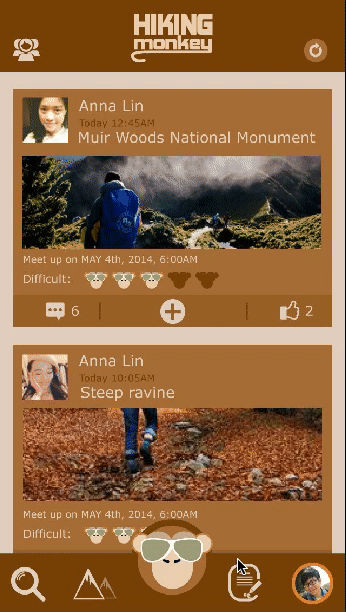 HIKING
monkey
Anna Lin
Today 12:45AM
Muir Woods National Monument
Meet up on MAY 4th, 2014, 6:00AM
Difficult:
6
2
Anna Lin
Today 10:05AM
Steep ravine
Meet up on MAY 4th, 2014, 6:00AM
Difficult: